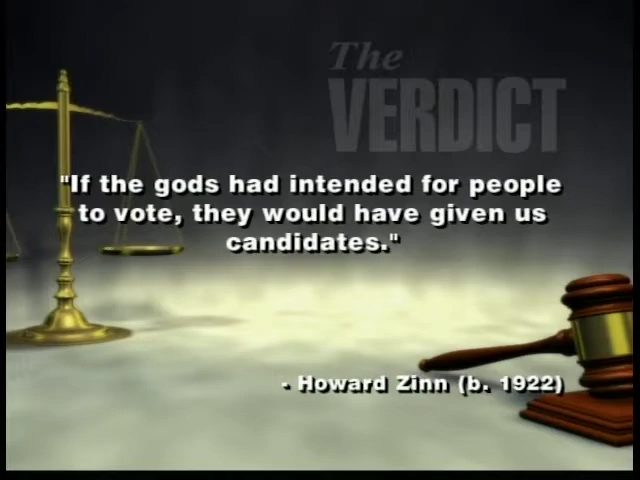 The
VERDICT
"If the gods had intended for people
to vote, they would have given us
candidates."
- Howard Zinn (b. 1922)